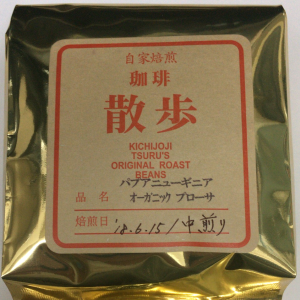 自家焙煎
珈琲
散歩
KICHIJOJI
TSURU'S
ORIGINAL ROAST
BEANS
パプアニューギニア
品名 オーガニック プローサ
焙煎日 '18.6.15/中煎り